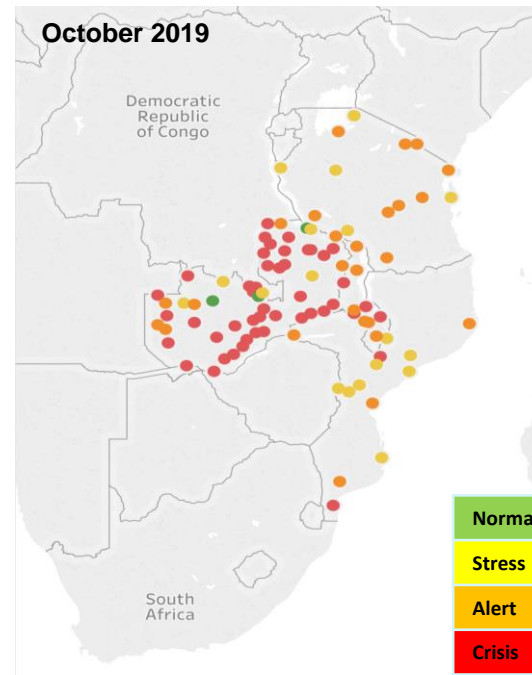 October 2019
Democratic
Republic
of Congo
South
Africa
Norma
Stress
Alert
Crisis